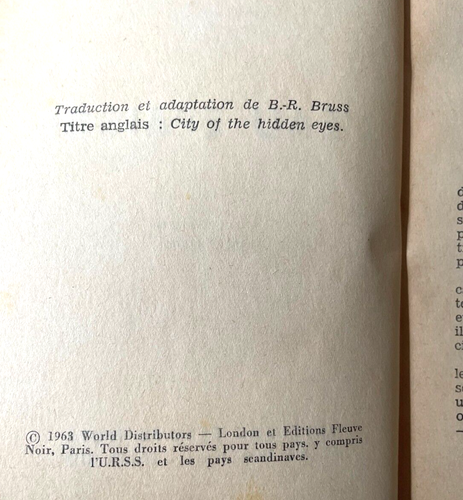 Traduction et adaptation de B.-R. Bruss
Titre anglais : City of the hidden eyes.
© 1963 World Distributors — London et Editions Fleuve
Noir, Paris. Tous droits réservés pour tous pays, y compris
l'U.R.S.S. et les pays scandinaves.